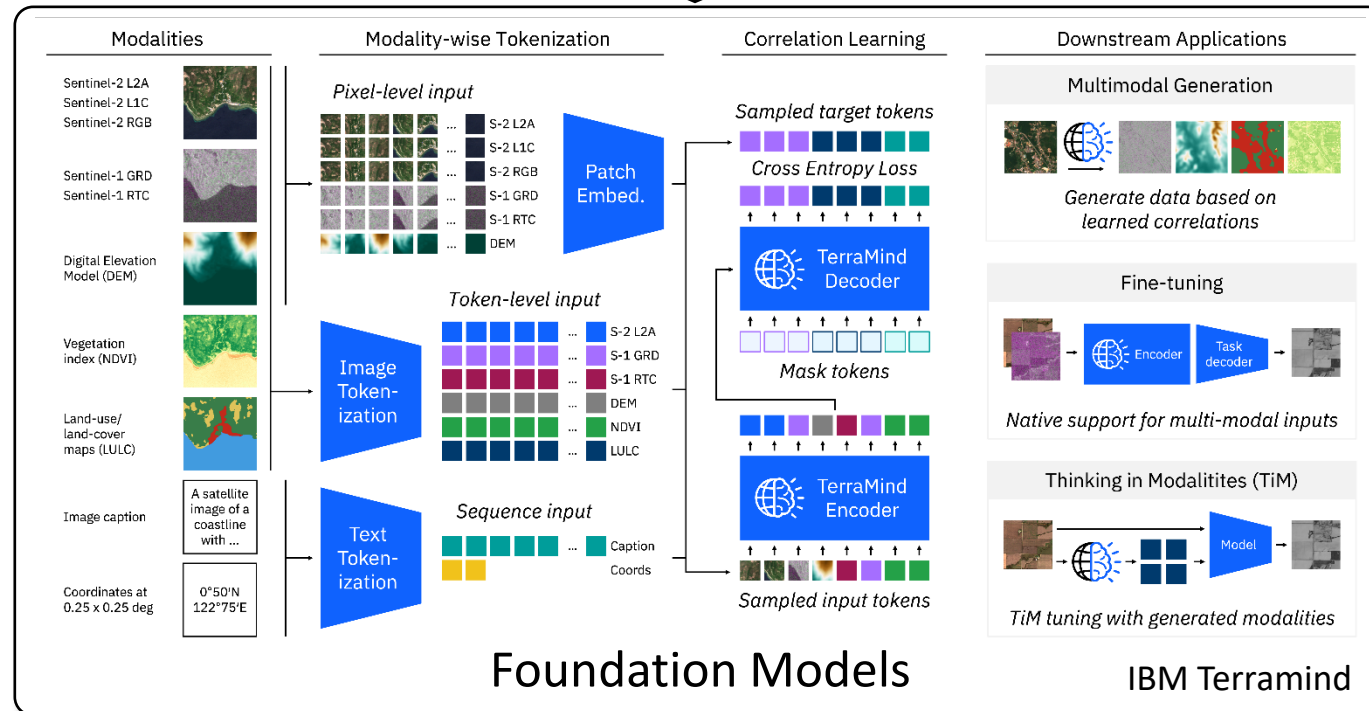 Modalities
Modality-wise Tokenization
Correlation Learning
Downstream Applications
Sentinel-2 L2A
Sentinel-2 L1C
Sentinel-2 RGB
Sentinel-1 GRD
Sentinel-1 RTC
Digital Elevation
Model (DEM)
Vegetation
index (NDVI)
Land-use/
land-cover
maps (LULC)
Image caption
A satellite
image of a
coastline
with ...
Coordinates at
0.25 x 0.25 deg
0°50'N
122°75'E
Pixel-level input
... S-2 L2A
... S-2 L1C
... S-2 RGB
... S-1 GRD
... S-1 RTC
... DEM
Patch
Embed.
Token-level input
Image
Token-
ization
... S-2 L2A
... S-1 GRD
... S-1 RTC
... DEM
... NDVI
... LULC
Text
Token-
ization
Sequence input
... Caption
Coords
Sampled target tokens
Cross Entropy Loss
TerraMind
Decoder
Mask tokens
TerraMind
Encoder
Sampled input tokens
Multimodal Generation
Generate data based on
learned correlations
Fine-tuning
Encoder
Task
decoder
Native support for multi-modal inputs
Thinking in Modalitites (TiM)
Model
TiM tuning with generated modalities
Foundation Models
IBM Terramind